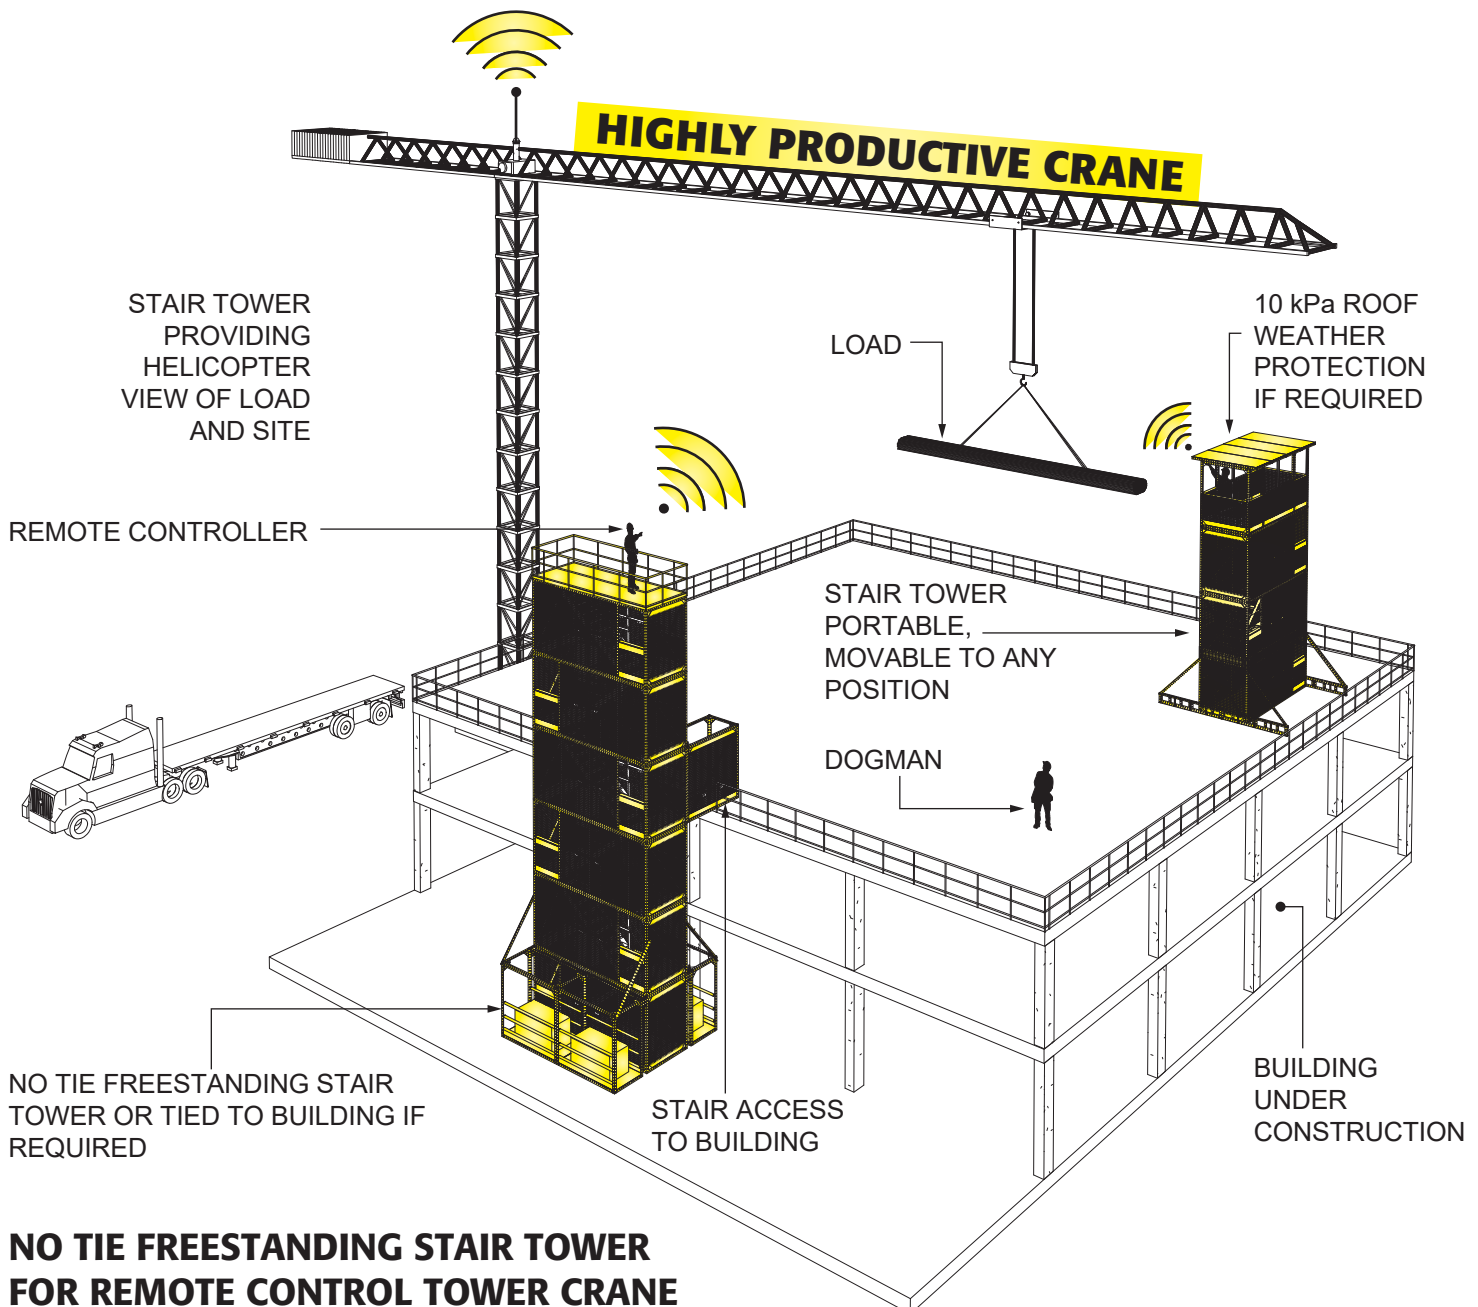 HIGHLY PRODUCTIVE CRANE
STAIR TOWER
PROVIDING
HELICOPTER
VIEW OF LOAD
AND SITE
LOAD
10 kPa ROOF
WEATHER
PROTECTION
IF REQUIRED
REMOTE CONTROLLER
STAIR TOWER
PORTABLE,
MOVABLE TO ANY
POSITION
DOGMAN
NO TIE FREESTANDING STAIR
TOWER OR TIED TO BUILDING IF
REQUIRED
STAIR ACCESS
TO BUILDING
BUILDING
UNDER
CONSTRUCTION
NO TIE FREESTANDING STAIR TOWER
FOR REMOTE CONTROL TOWER CRANE